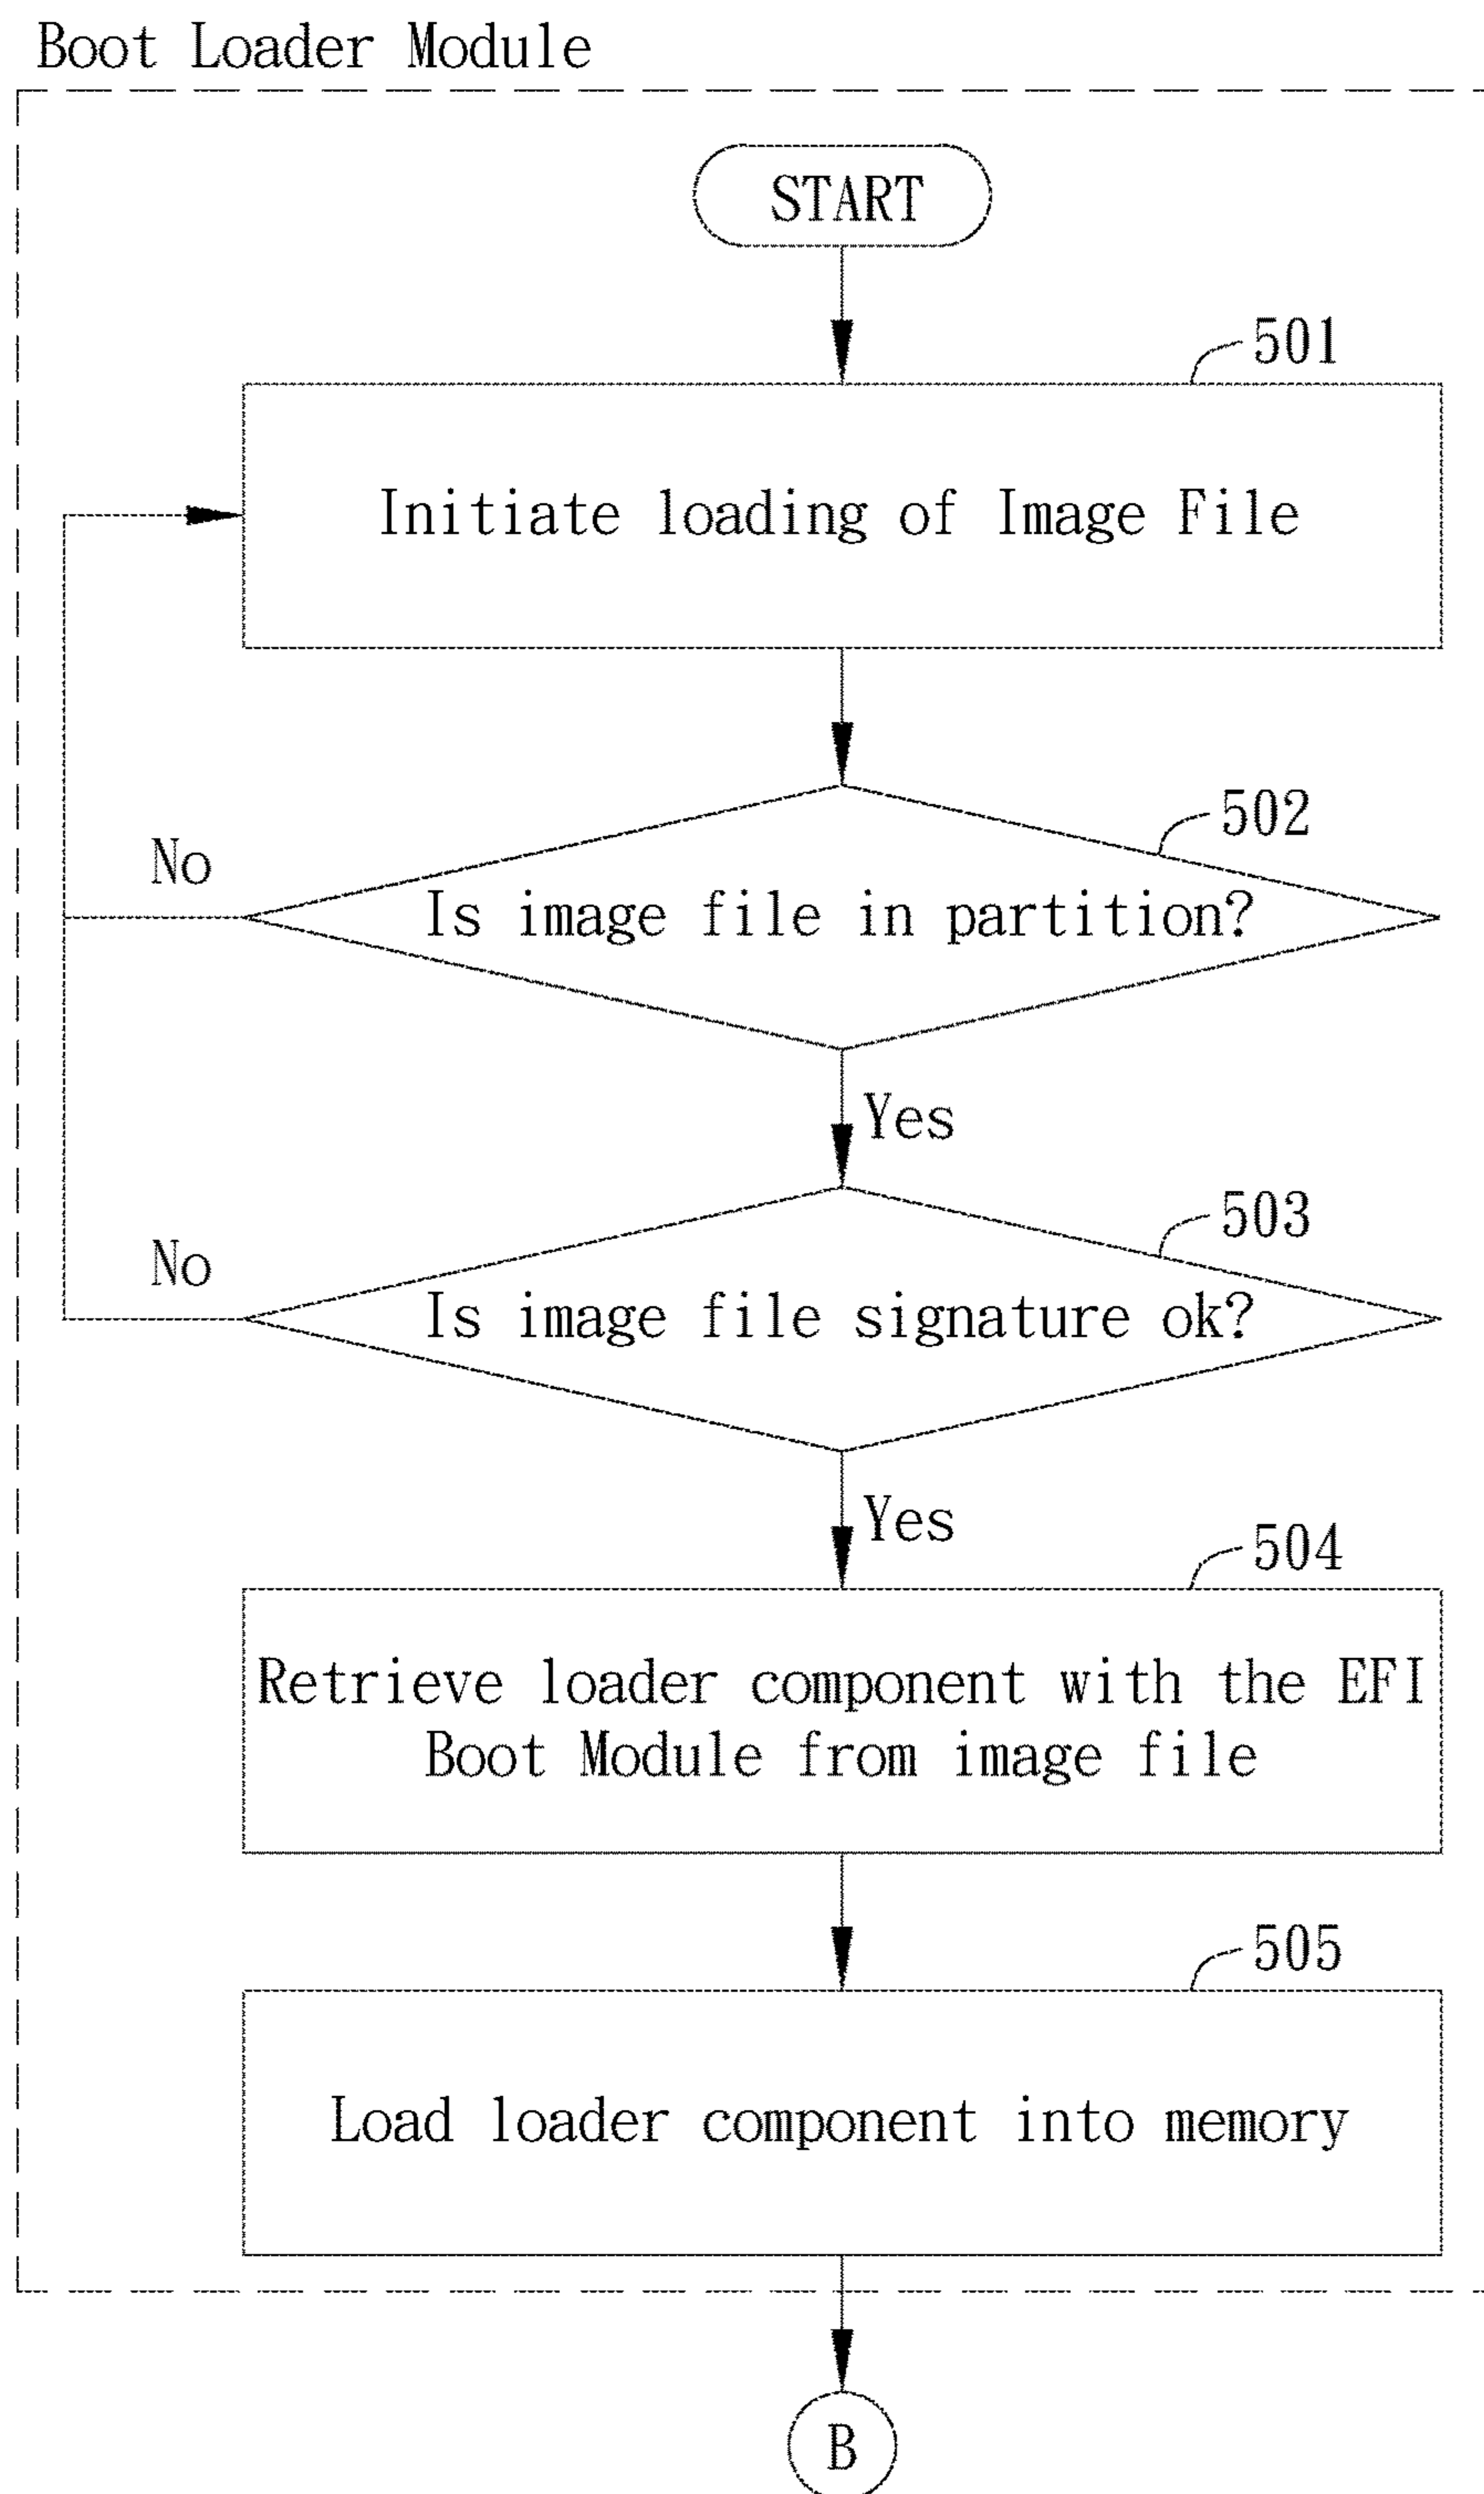 Boot Loader Module
START
501
Initiate loading of Image File
502
No
Is image file in partition?
Yes
503
No
Is image file signature ok?
Yes
504
Retrieve loader component with the EFI
Boot Module from image file
505
Load loader component into memory
B